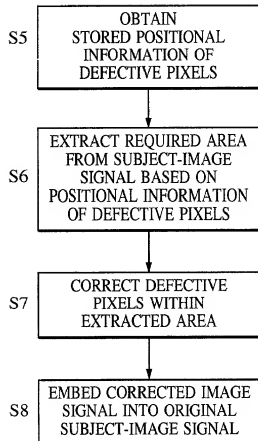 S5
OBTAIN
STORED POSITIONAL
INFORMATION OF
DEFECTIVE PIXELS
S6
EXTRACT REQUIRED AREA
FROM SUBJECT-IMAGE
SIGNAL BASED ON
POSITIONAL INFORMATION
OF DEFECTIVE PIXELS
S7
CORRECT DEFECTIVE
PIXELS WITHIN
EXTRACTED AREA
S8
EMBED CORRECTED IMAGE
SIGNAL INTO ORIGINAL
SUBJECT-IMAGE SIGNAL